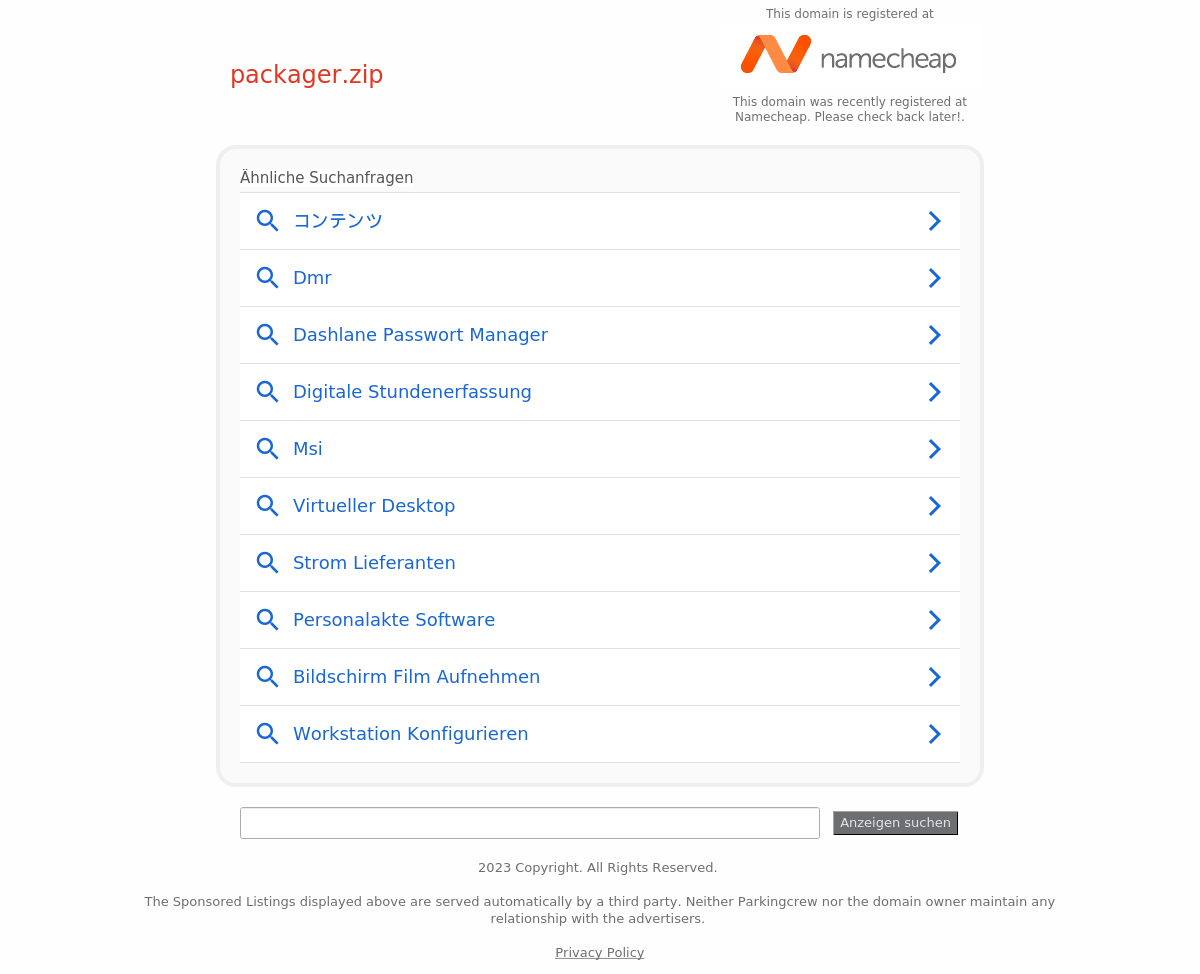 This domain is registered at
namecheap
packager.zip
This domain was recently registered at
Namecheap. Please check back later!.
Ähnliche Suchanfragen
コンテンツ
Dmr
Dashlane Passwort Manager
Digitale Stundenerfassung
Msi
Virtueller Desktop
Strom Lieferanten
Personalakte Software
Bildschirm Film Aufnehmen
Workstation Konfigurieren
Anzeigen suchen
2023 Copyright. All Rights Reserved.
The Sponsored Listings displayed above are served automatically by a third party. Neither Parkingcrew nor the domain owner maintain any
relationship with the advertisers.
Privacy Policy